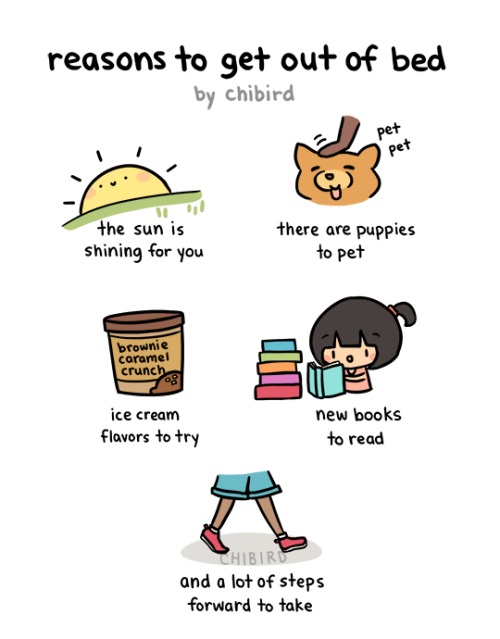 reasons to get out of bed
by chibird
pet
pet
the sun is
shining for you
there are puppies
to pet
brownie
caramel
crunch
ice cream
flavors to try
new books
to read
CHIBIRD
and a lot of steps
forward to take